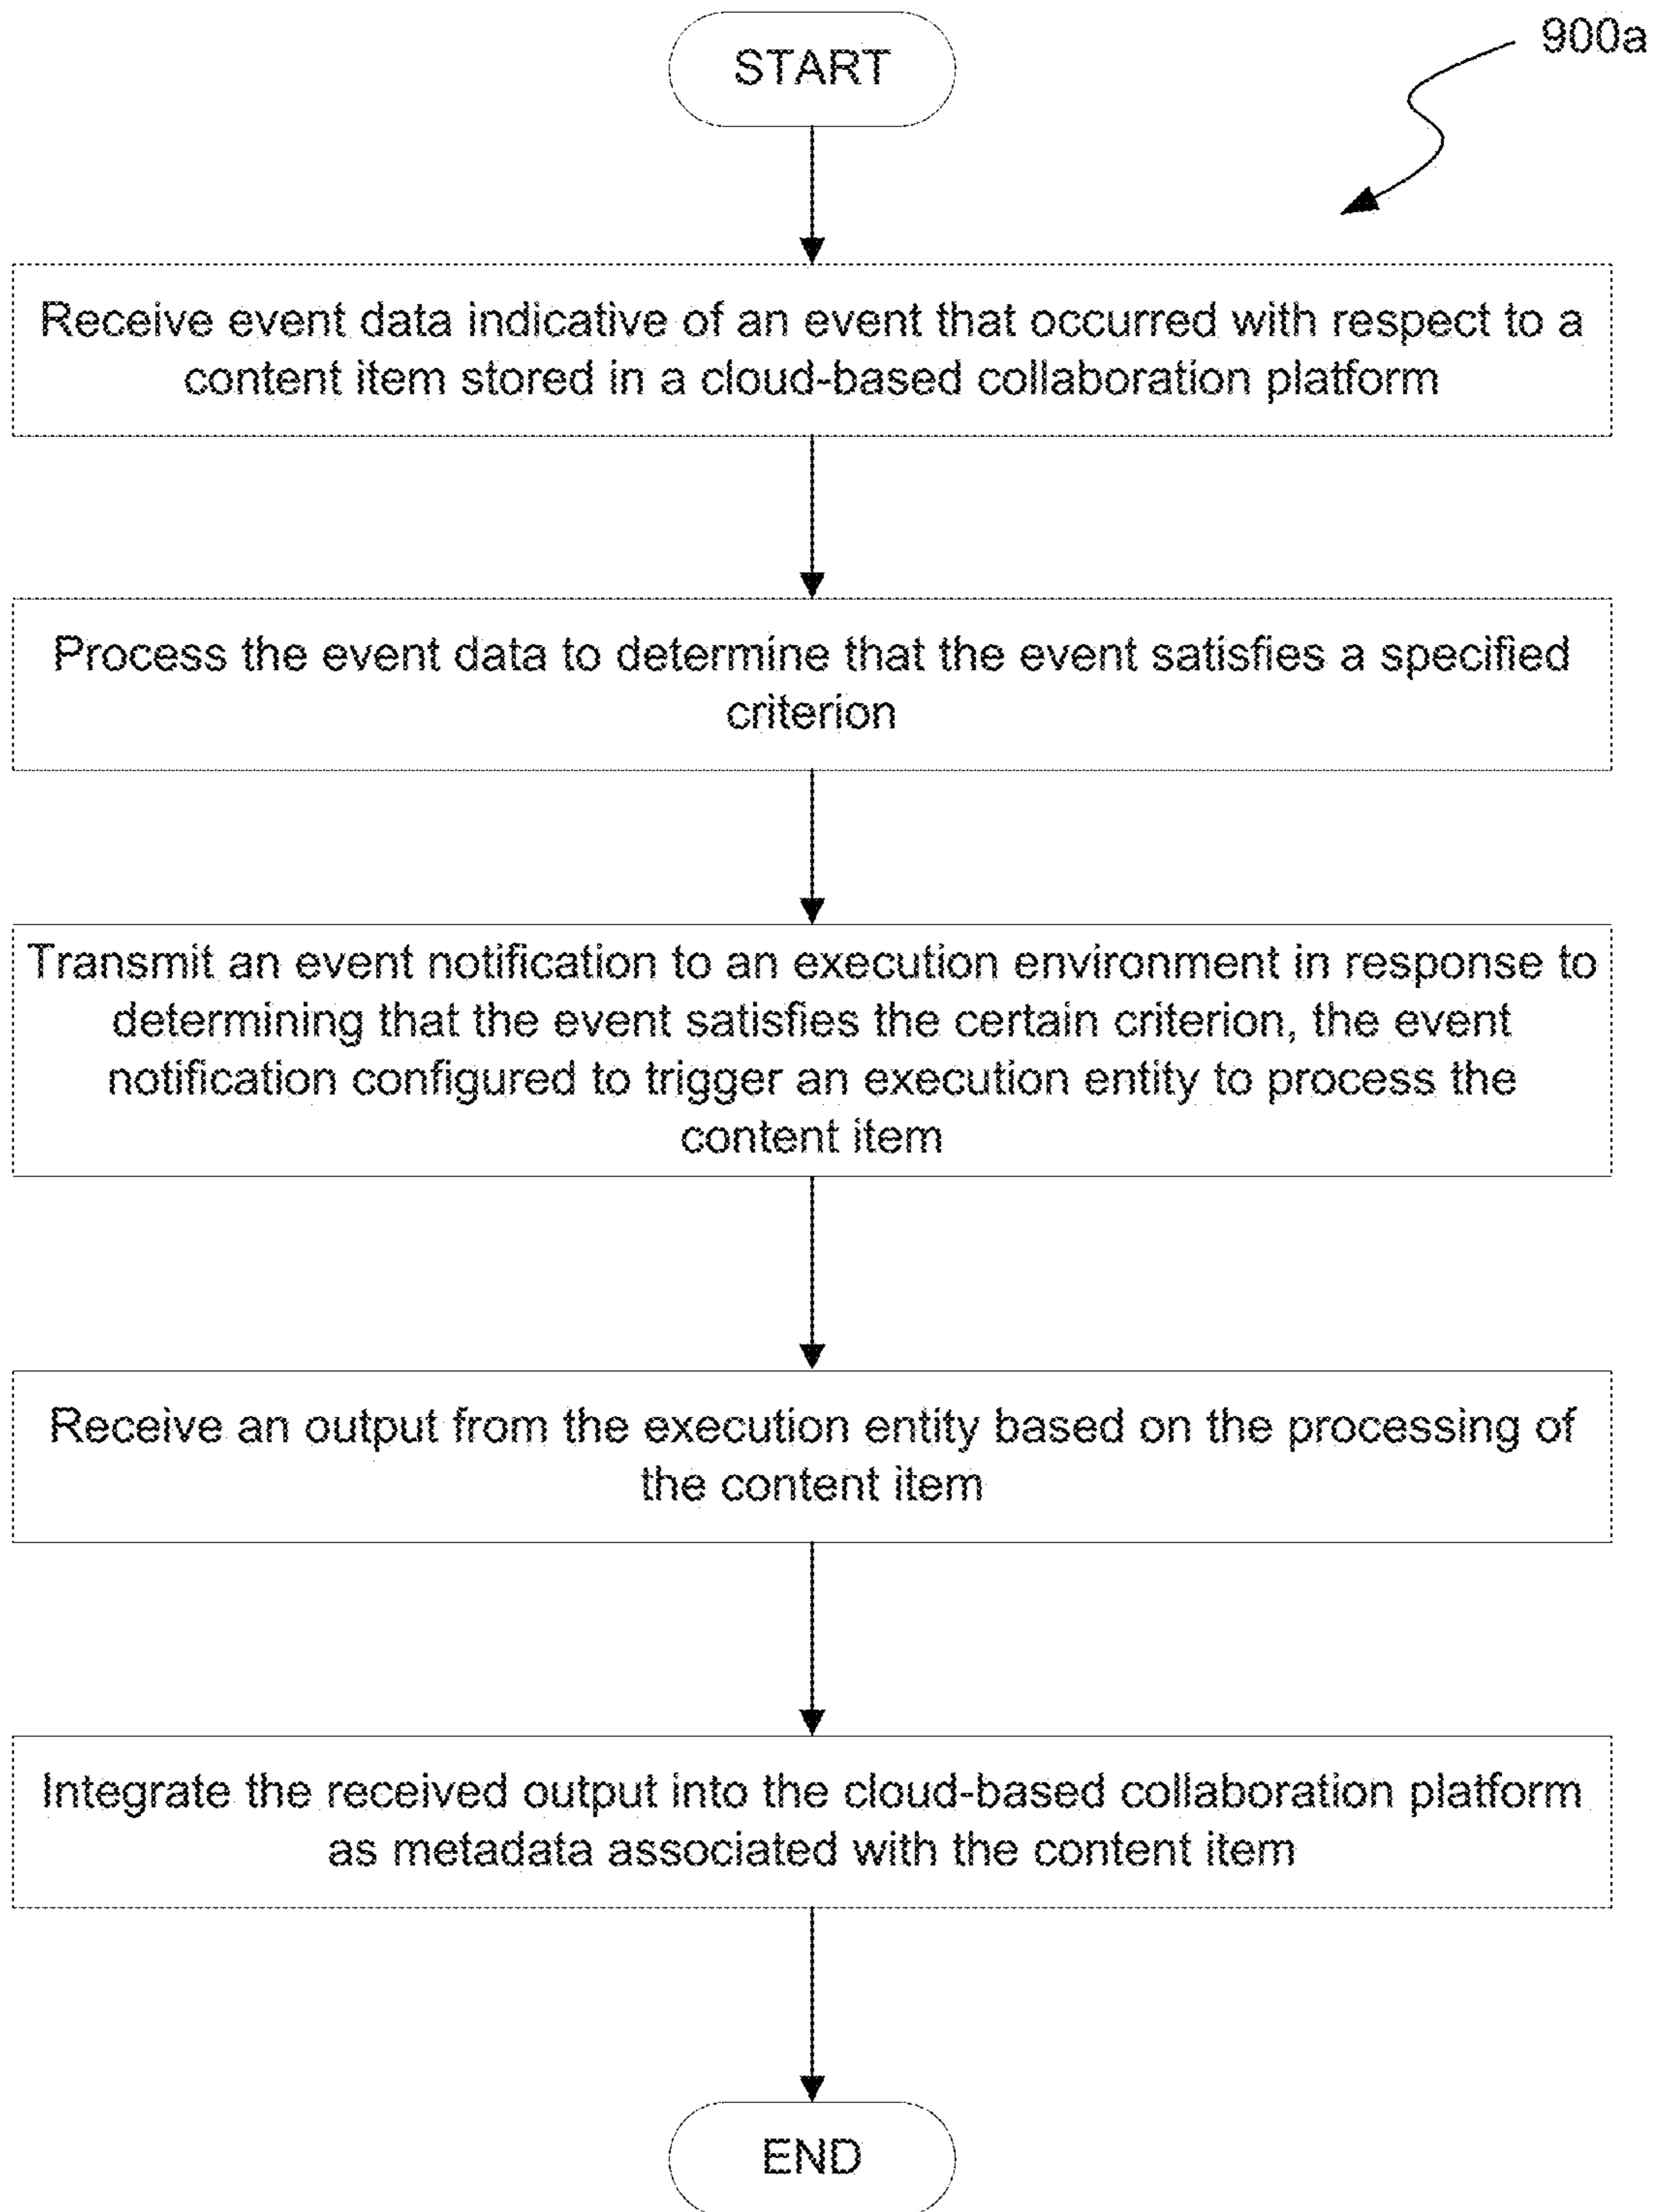 START
900a
Receive event data indicative of an event that occurred with respect to a
content item stored in a cloud-based collaboration platform
Process the event data to determine that the event satisfies a specified
criterion
Transmit an event notification to an execution environment in response to
determining that the event satisfies the certain criterion, the event
notification configured to trigger an execution entity to process the
content item
Receive an output from the execution entity based on the processing of
the content item
Integrate the received output into the cloud-based collaboration platform
as metadata associated with the content item
END